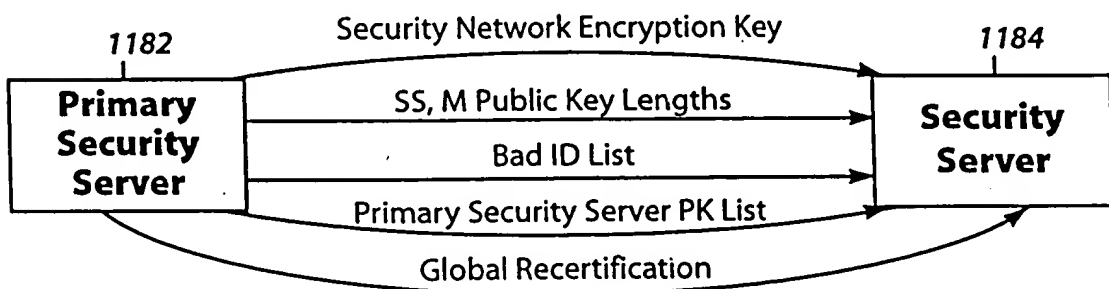 Security Network Encryption Key
1182
1184
Primary
Security
Server
SS, M Public Key Lengths
Bad ID List
Primary Security Server PK List
Security
Server
Global Recertification